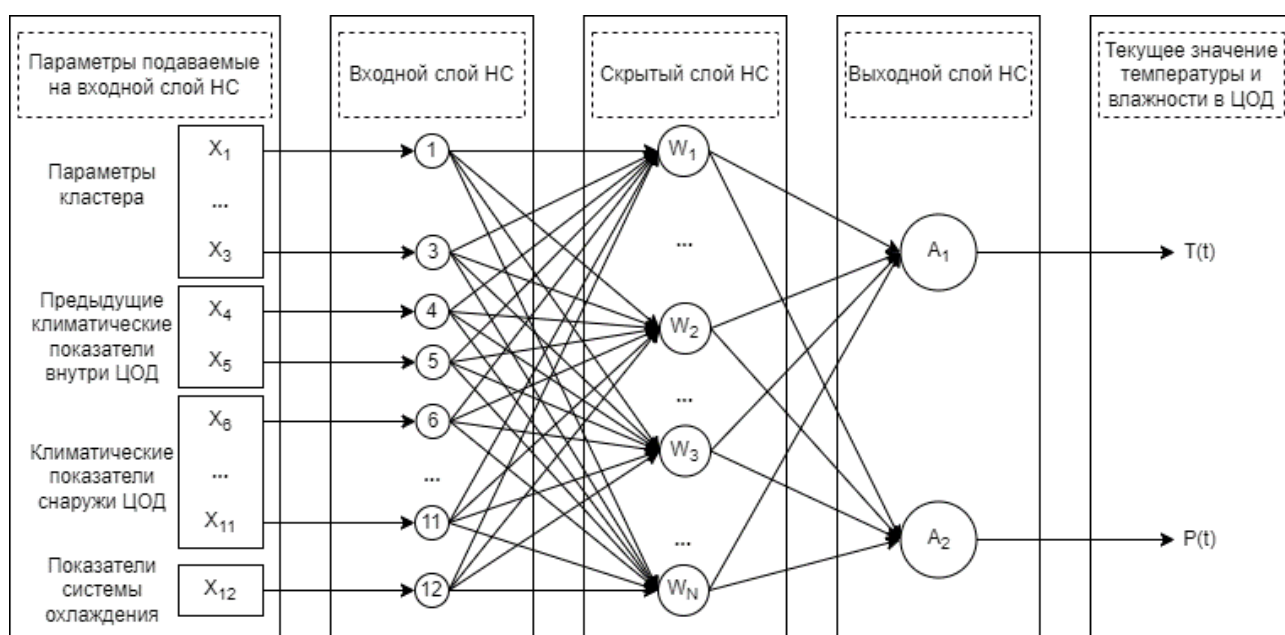 Параметры подаваемые
на входной слой НС
Входной слой НС
Скрытый слой НС
Выходной слой НС
Текущее значение
температуры и
влажности в ЦОД
Параметры
кластера
X₁
...
X₃
Предыдущие
климатические
показатели
внутри ЦОД
X₄
X₅
Климатические
показатели
снаружи ЦОД
X₆
...
X₁₁
Показатели
системы
охлаждения
X₁₂
1
3
4
5
6
...
11
12
W₁
...
W₂
...
W₃
...
W_N
A₁
A₂
T(t)
P(t)